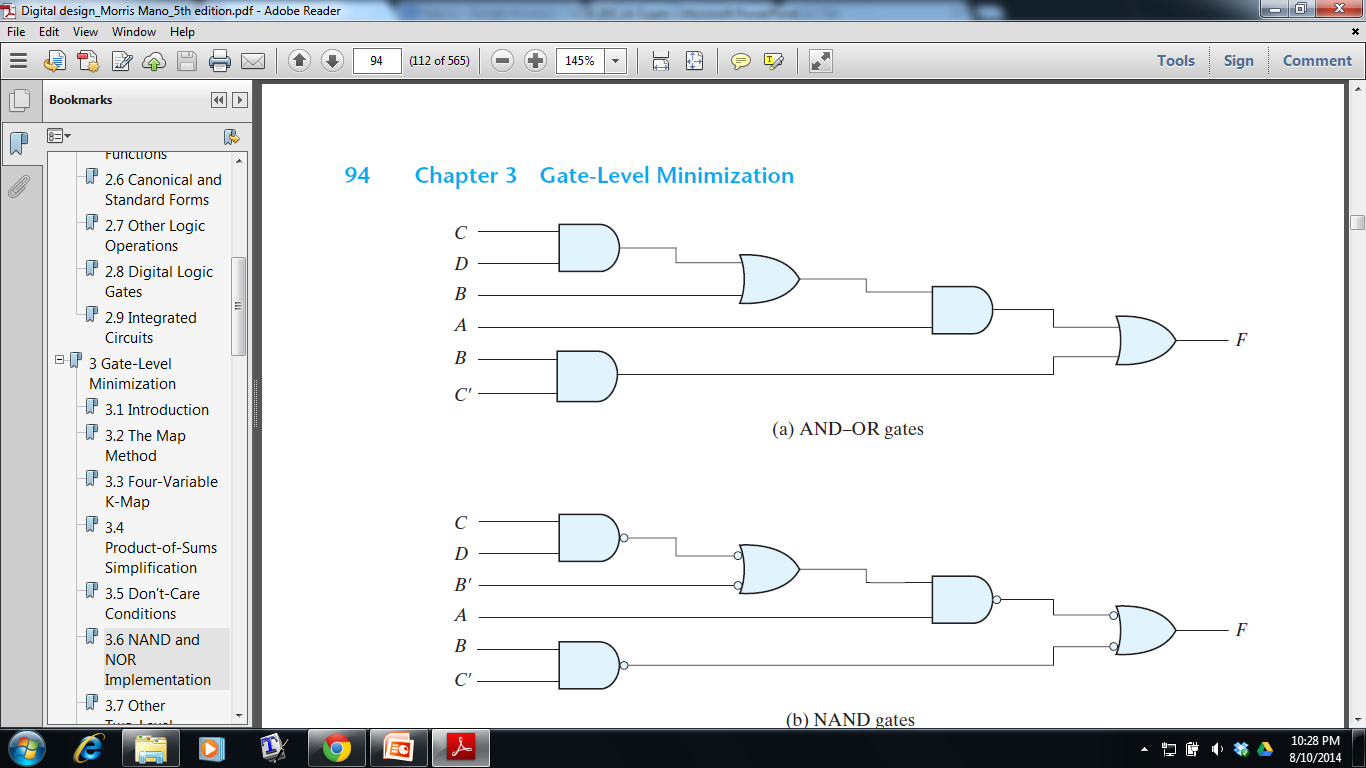 Digital design_Morris Mano_5th edition.pdf - Adobe Reader
File Edit View Window Help
94 (112 of 565) 145% Tools Sign Comment
Bookmarks
Functions
2.6 Canonical and
Standard Forms
2.7 Other Logic
Operations
2.8 Digital Logic
Gates
2.9 Integrated
Circuits
3 Gate-Level
Minimization
3.1 Introduction
3.2 The Map
Method
3.3 Four-Variable
K-Map
3.4
Product-of-Sums
Simplification
3.5 Don't-Care
Conditions
3.6 NAND and
NOR
Implementation
3.7 Other
Two-Level
94 Chapter 3 Gate-Level Minimization
C
D
B
A
B
C'
F
(a) AND–OR gates
C
D
B'
A
B
C'
F
(b) NAND gates
10:28 PM
8/10/2014